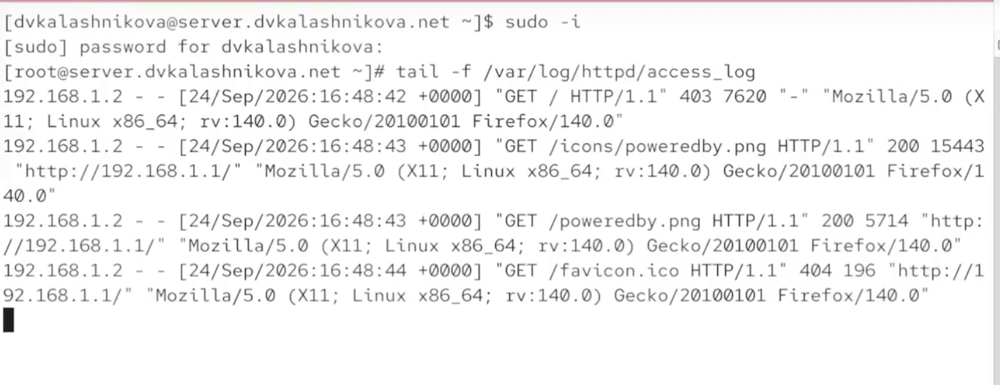 [dvkalashnikova@server.dvkalashnikova.net ~]$ sudo -i
[sudo] password for dvkalashnikova:
[root@server.dvkalashnikova.net ~]# tail -f /var/log/httpd/access_log
192.168.1.2 - - [24/Sep/2026:16:48:42 +0000] "GET / HTTP/1.1" 403 7620 "-" "Mozilla/5.0 (X
11; Linux x86_64; rv:140.0) Gecko/20100101 Firefox/140.0"
192.168.1.2 - - [24/Sep/2026:16:48:43 +0000] "GET /icons/poweredby.png HTTP/1.1" 200 15443
 "http://192.168.1.1/" "Mozilla/5.0 (X11; Linux x86_64; rv:140.0) Gecko/20100101 Firefox/1
40.0"
192.168.1.2 - - [24/Sep/2026:16:48:43 +0000] "GET /poweredby.png HTTP/1.1" 200 5714 "http:
//192.168.1.1/" "Mozilla/5.0 (X11; Linux x86_64; rv:140.0) Gecko/20100101 Firefox/140.0"
192.168.1.2 - - [24/Sep/2026:16:48:44 +0000] "GET /favicon.ico HTTP/1.1" 404 196 "http://1
92.168.1.1/" "Mozilla/5.0 (X11; Linux x86_64; rv:140.0) Gecko/20100101 Firefox/140.0"